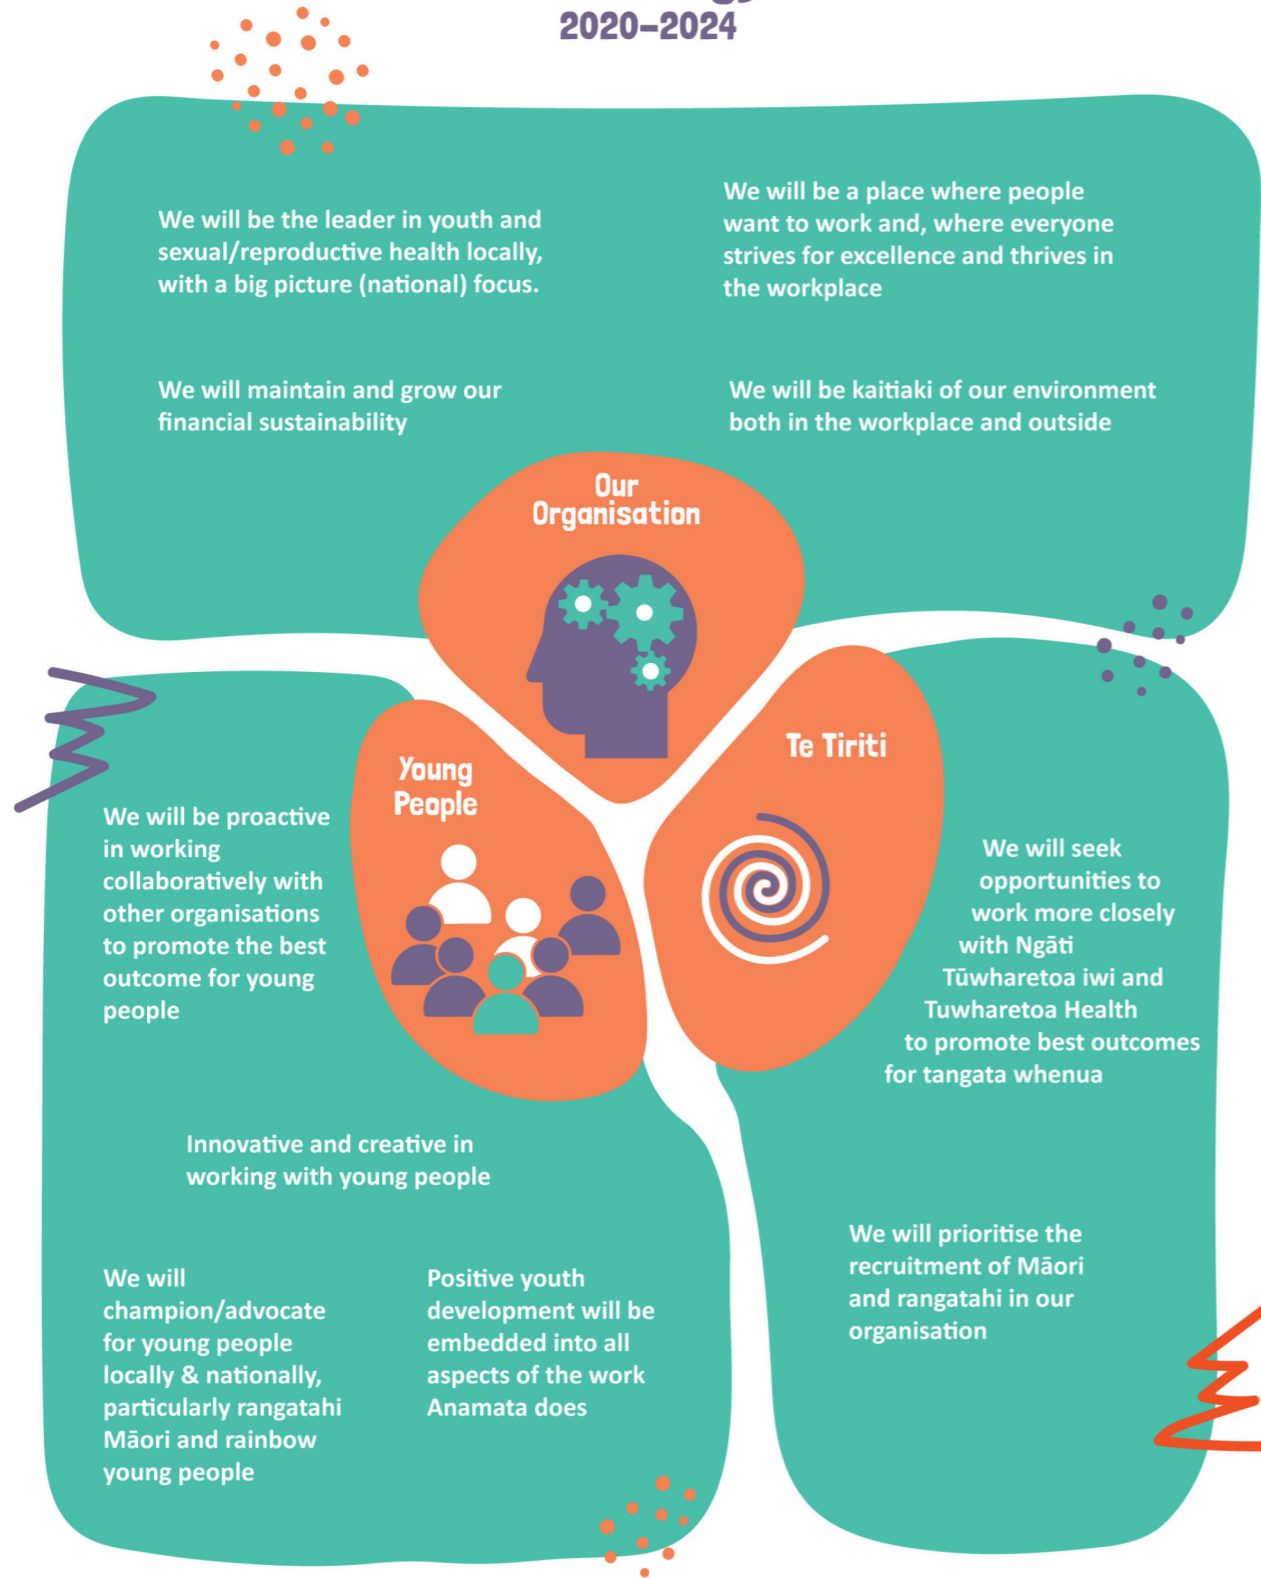 2020–2024
We will be the leader in youth and
sexual/reproductive health locally,
with a big picture (national) focus.
We will be a place where people
want to work and, where everyone
strives for excellence and thrives in
the workplace
We will maintain and grow our
financial sustainability
We will be kaitiaki of our environment
both in the workplace and outside
Our
Organisation
Young
People
Te Tiriti
We will be proactive
in working
collaboratively with
other organisations
to promote the best
outcome for young
people
We will seek
opportunities to
work more closely
with Ngāti
Tūwharetoa iwi and
Tuwharetoa Health
to promote best outcomes
for tangata whenua
Innovative and creative in
working with young people
We will
champion/advocate
for young people
locally & nationally,
particularly rangatahi
Māori and rainbow
young people
Positive youth
development will be
embedded into all
aspects of the work
Anamata does
We will prioritise the
recruitment of Māori
and rangatahi in our
organisation